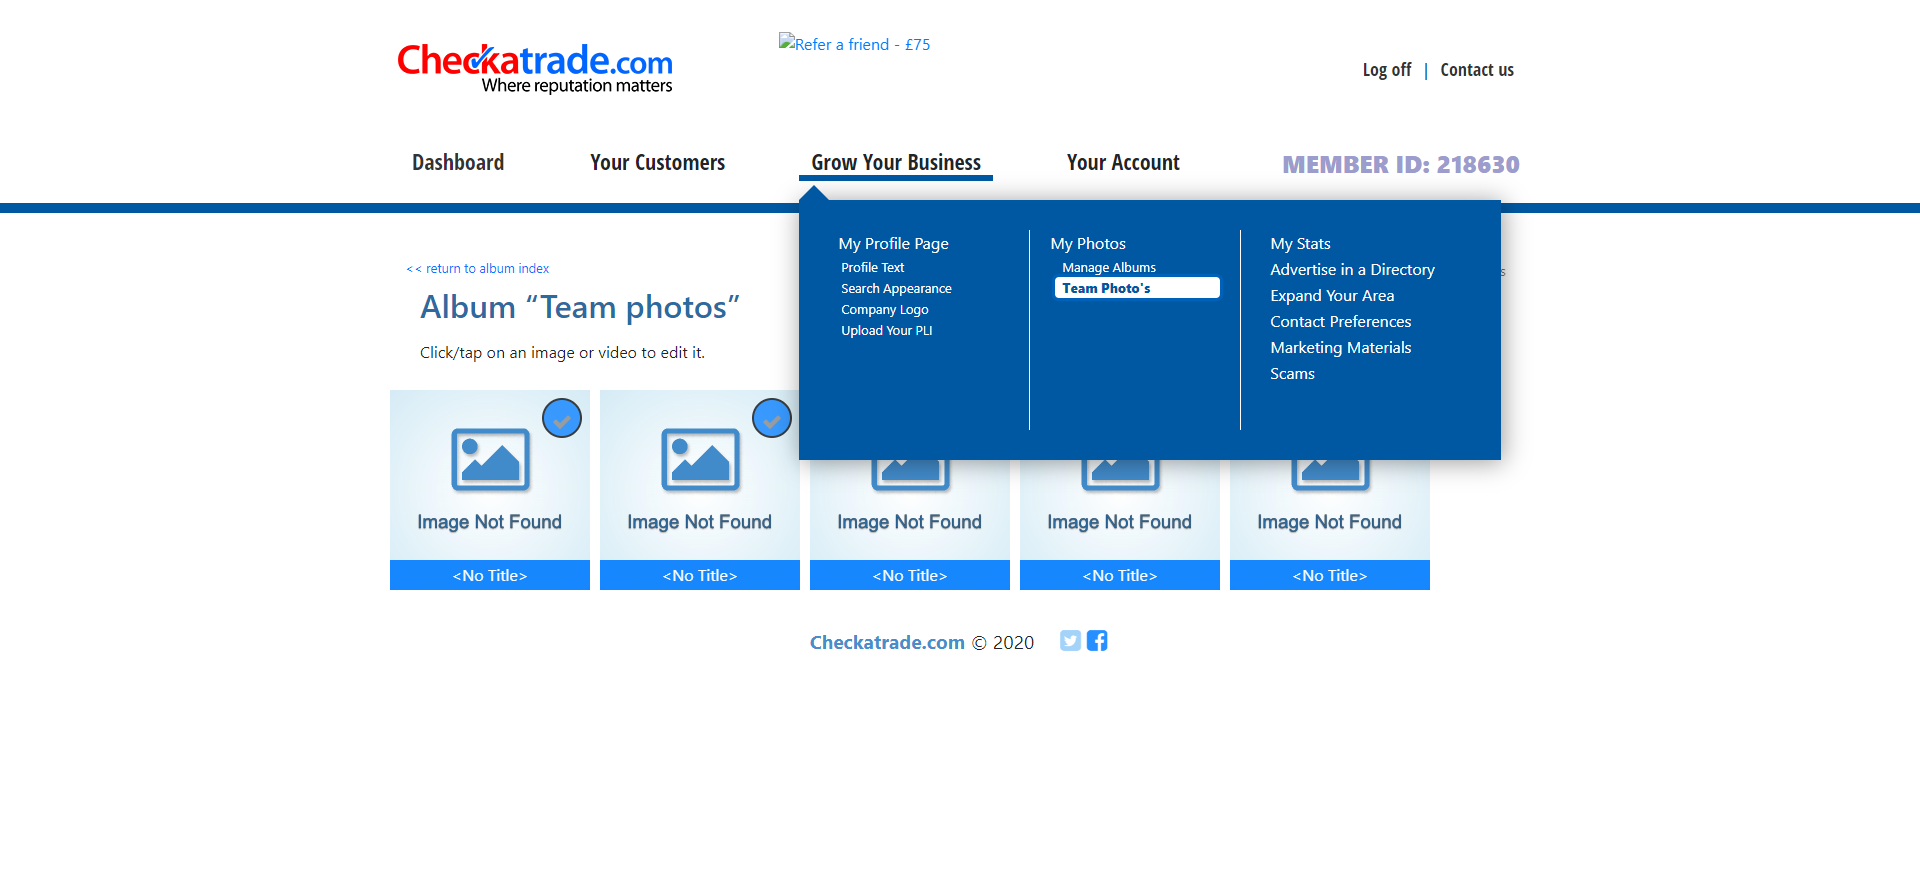 Checkatrade.com
Where reputation matters
Refer a friend - £75
Log off | Contact us
Dashboard
Your Customers
Grow Your Business
Your Account
MEMBER ID: 218630
My Profile Page
Profile Text
Search Appearance
Company Logo
Upload Your PLI
My Photos
Manage Albums
Team Photo's
My Stats
Advertise in a Directory
Expand Your Area
Contact Preferences
Marketing Materials
Scams
<< return to album index
Album “Team photos”
Click/tap on an image or video to edit it.
Image Not Found
<No Title>
Image Not Found
<No Title>
Image Not Found
<No Title>
Image Not Found
<No Title>
Image Not Found
<No Title>
Checkatrade.com © 2020